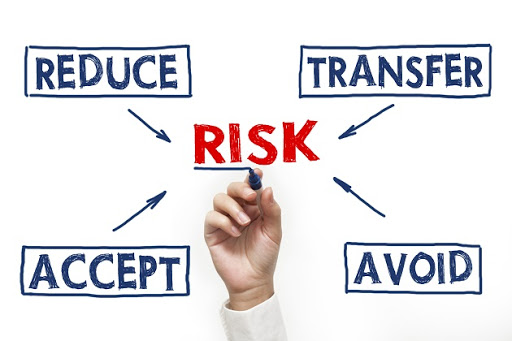 REDUCE
TRANSFER
RISK
ACCEPT
AVOID